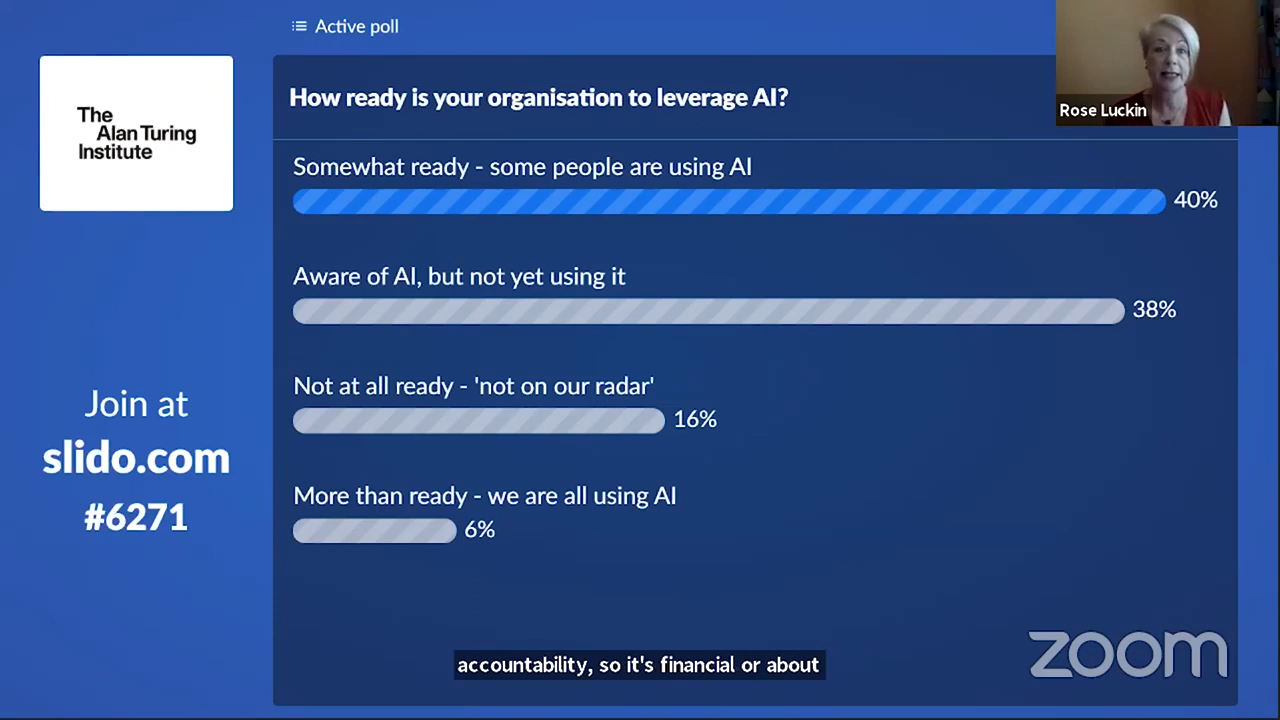 Active poll
The
Alan Turing
Institute
How ready is your organisation to leverage AI?
Rose Luckin
Somewhat ready - some people are using AI
40%
Aware of AI, but not yet using it
38%
Not at all ready - 'not on our radar'
16%
More than ready - we are all using AI
6%
Join at
slido.com
#6271
accountability, so it's financial or about
zoom